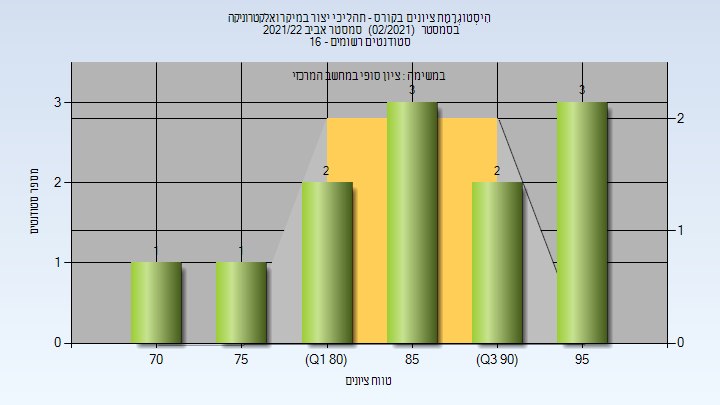 הִיסְטוֹגְרָמַת ציונים בקורס - תהליכי יצור במיקרואלקטרוניקה
בסמסטר (02/2021) סמסטר אביב 2021/22
סטודנטים רשומים - 16
במשימה : ציון סופי במחשב המרכזי
מספר סטודנטים
3
2
1
0
2
1
0
1
1
2
3
2
3
70
75
(Q1 80)
85
(Q3 90)
95
טווח ציונים